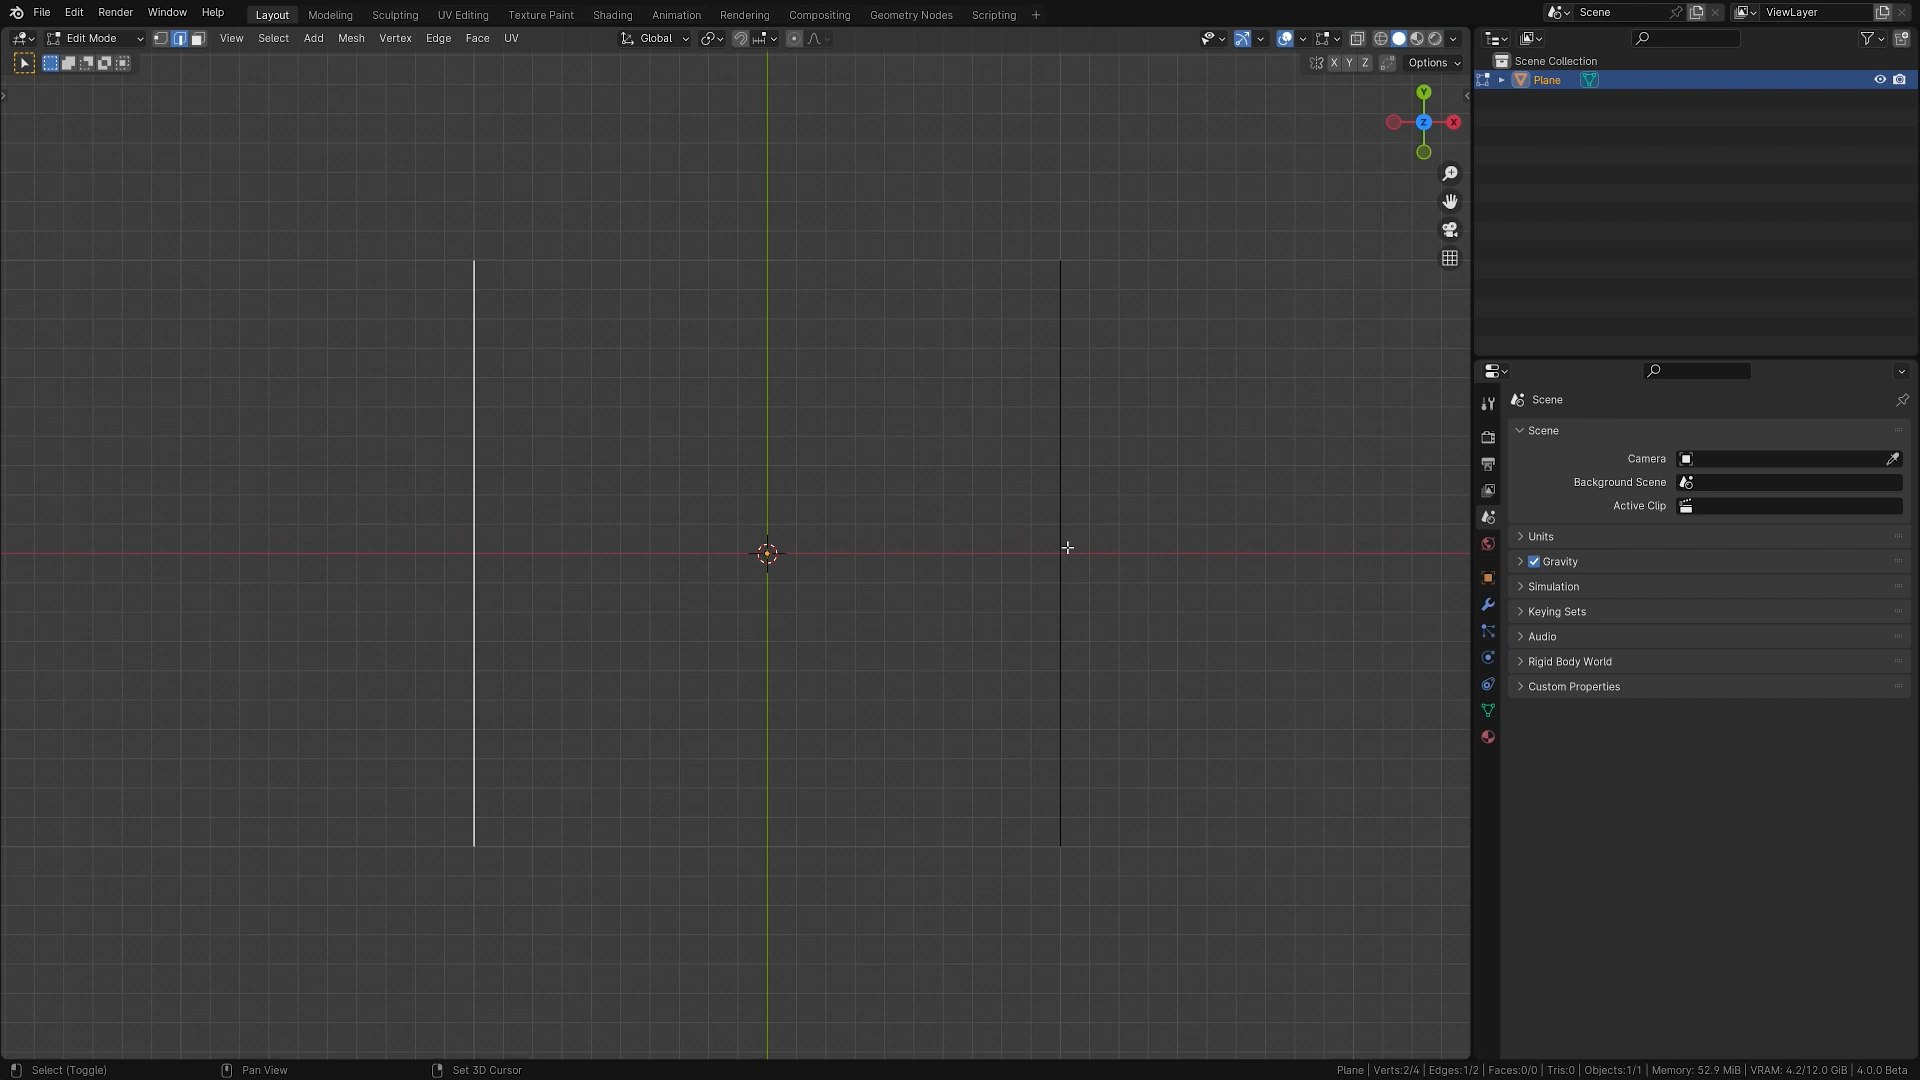 File Edit Render Window Help Layout Modeling Sculpting UV Editing Texture Paint Shading Animation Rendering Compositing Geometry Nodes Scripting + Scene ViewLayer
Edit Mode View Select Add Mesh Vertex Edge Face UV Global
X Y Z Options
Scene Collection
Plane
Y
Z X
Scene
Scene
Camera
Background Scene
Active Clip
Units
Gravity
Simulation
Keying Sets
Audio
Rigid Body World
Custom Properties
Select (Toggle) Pan View Set 3D Cursor Plane | Verts:2/4 | Edges:1/2 | Faces:0/0 | Tris:0 | Objects:1/1 | Memory: 52.9 MiB | VRAM: 4.2/12.0 GiB | 4.0.0 Beta